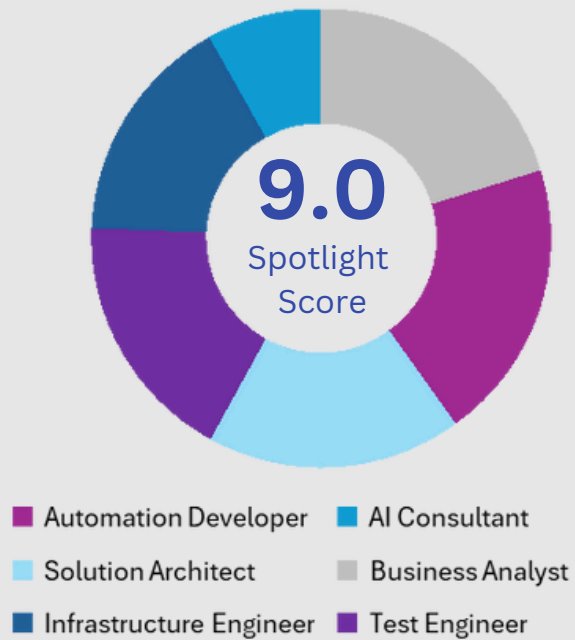 9.0
Spotlight
Score
Automation Developer
AI Consultant
Solution Architect
Business Analyst
Infrastructure Engineer
Test Engineer